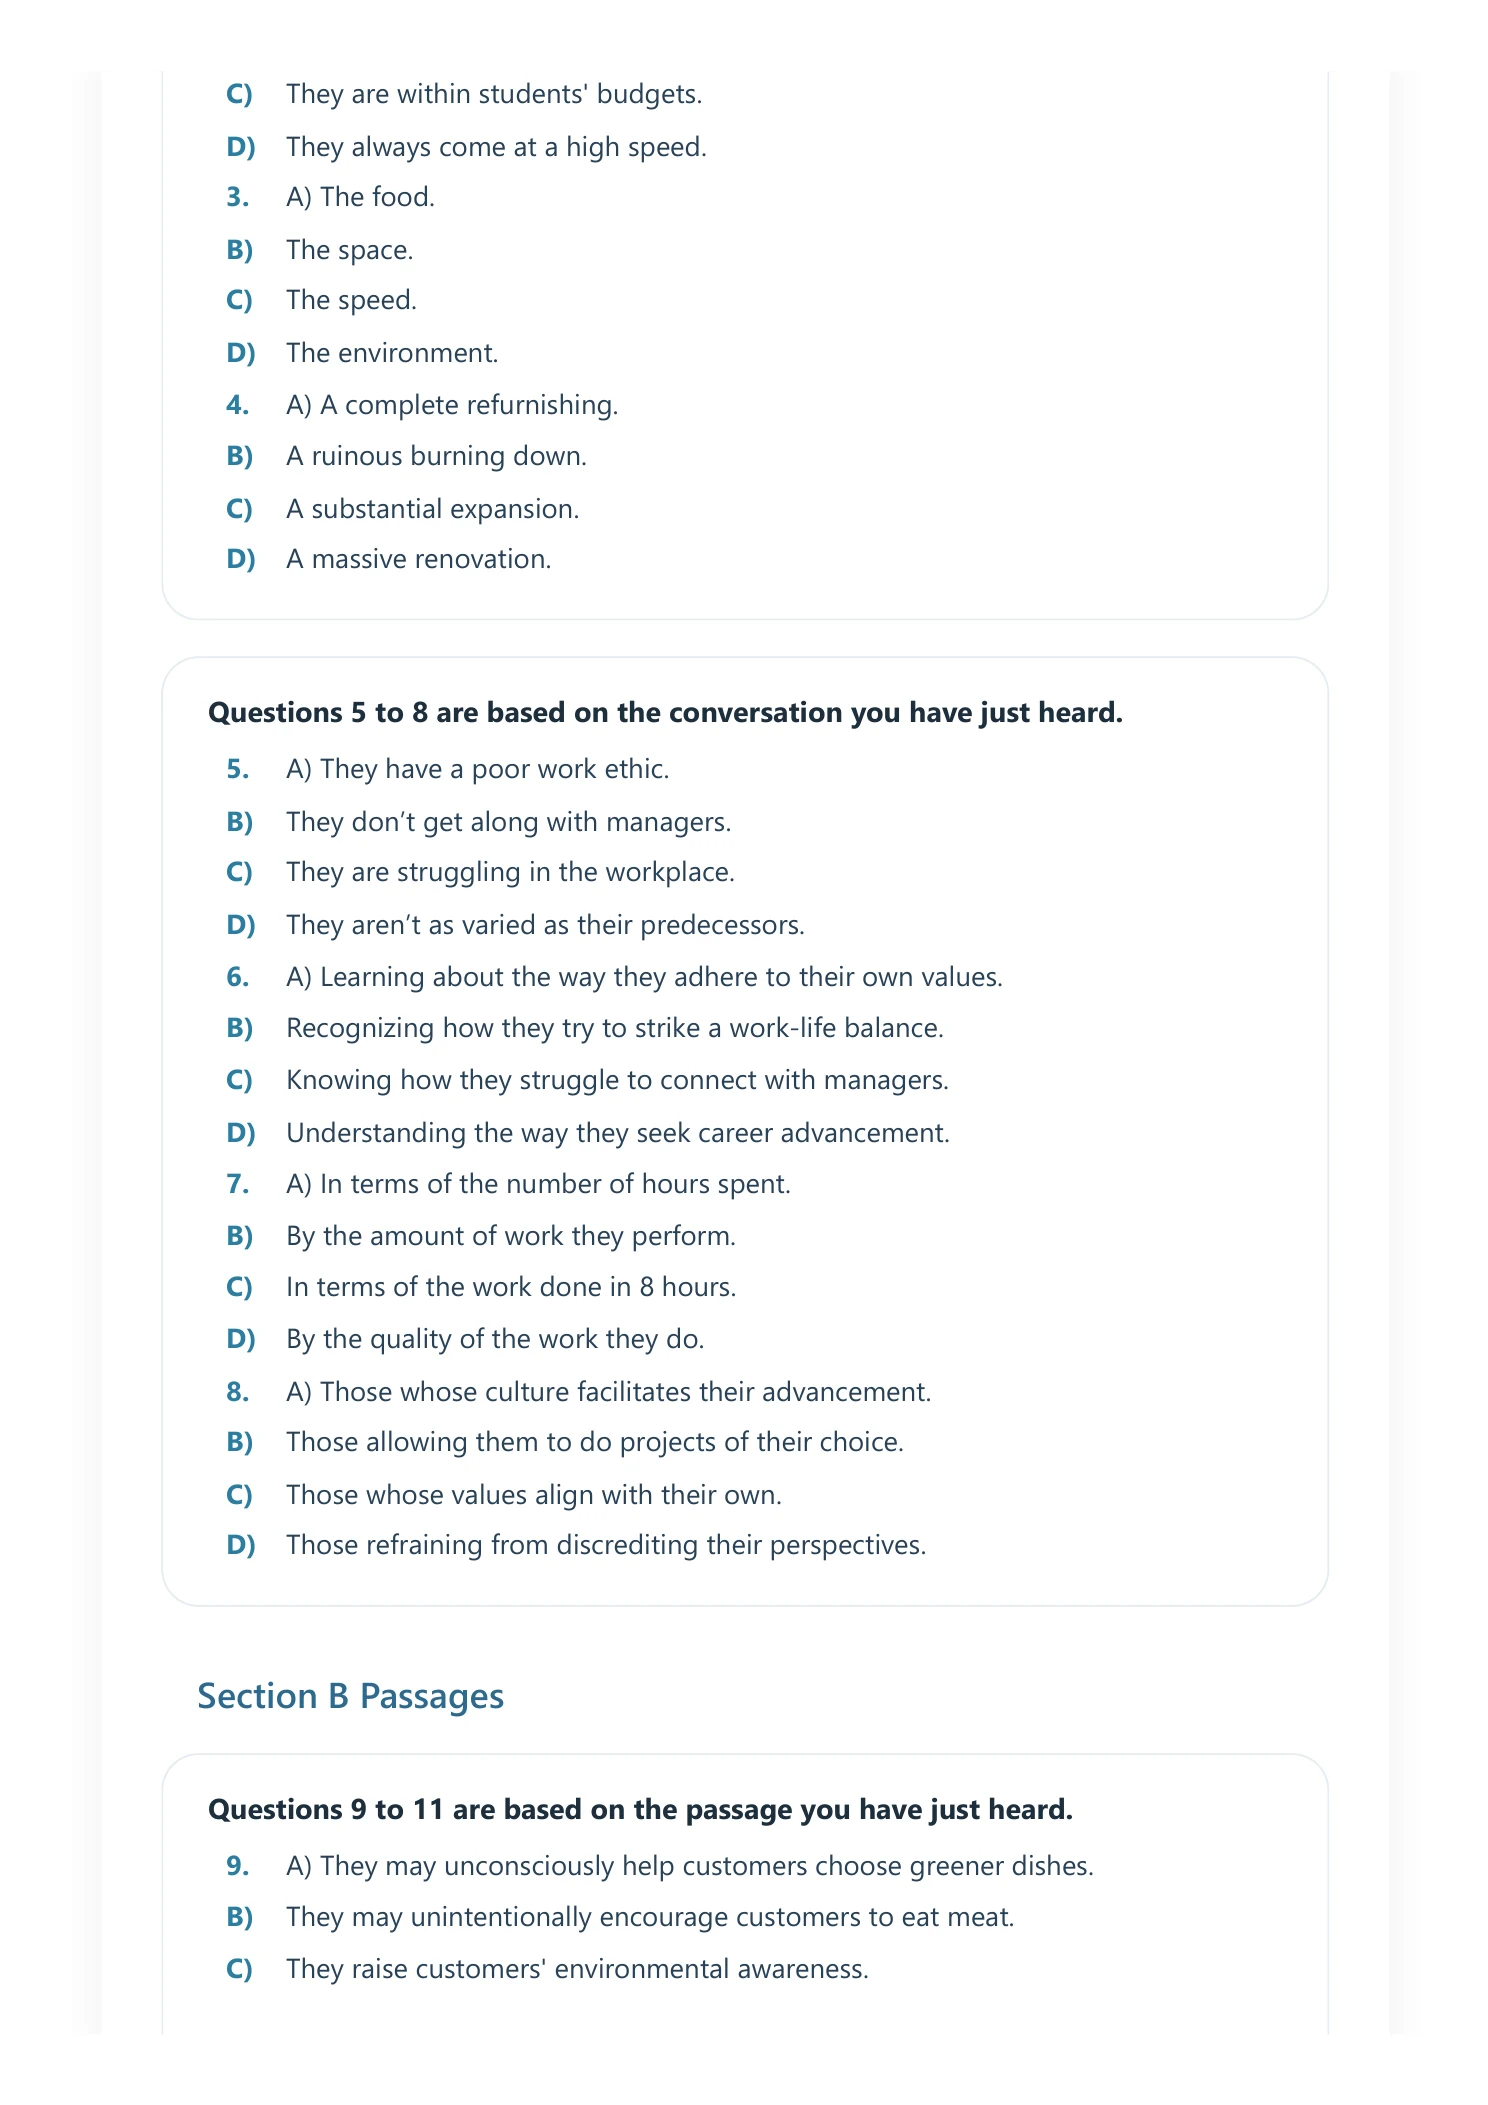 C) They are within students' budgets.
D) They always come at a high speed.
3. A) The food.
B) The space.
C) The speed.
D) The environment.
4. A) A complete refurnishing.
B) A ruinous burning down.
C) A substantial expansion.
D) A massive renovation.
Questions 5 to 8 are based on the conversation you have just heard.
5. A) They have a poor work ethic.
B) They don’t get along with managers.
C) They are struggling in the workplace.
D) They aren’t as varied as their predecessors.
6. A) Learning about the way they adhere to their own values.
B) Recognizing how they try to strike a work-life balance.
C) Knowing how they struggle to connect with managers.
D) Understanding the way they seek career advancement.
7. A) In terms of the number of hours spent.
B) By the amount of work they perform.
C) In terms of the work done in 8 hours.
D) By the quality of the work they do.
8. A) Those whose culture facilitates their advancement.
B) Those allowing them to do projects of their choice.
C) Those whose values align with their own.
D) Those refraining from discrediting their perspectives.
Section B Passages
Questions 9 to 11 are based on the passage you have just heard.
9. A) They may unconsciously help customers choose greener dishes.
B) They may unintentionally encourage customers to eat meat.
C) They raise customers' environmental awareness.